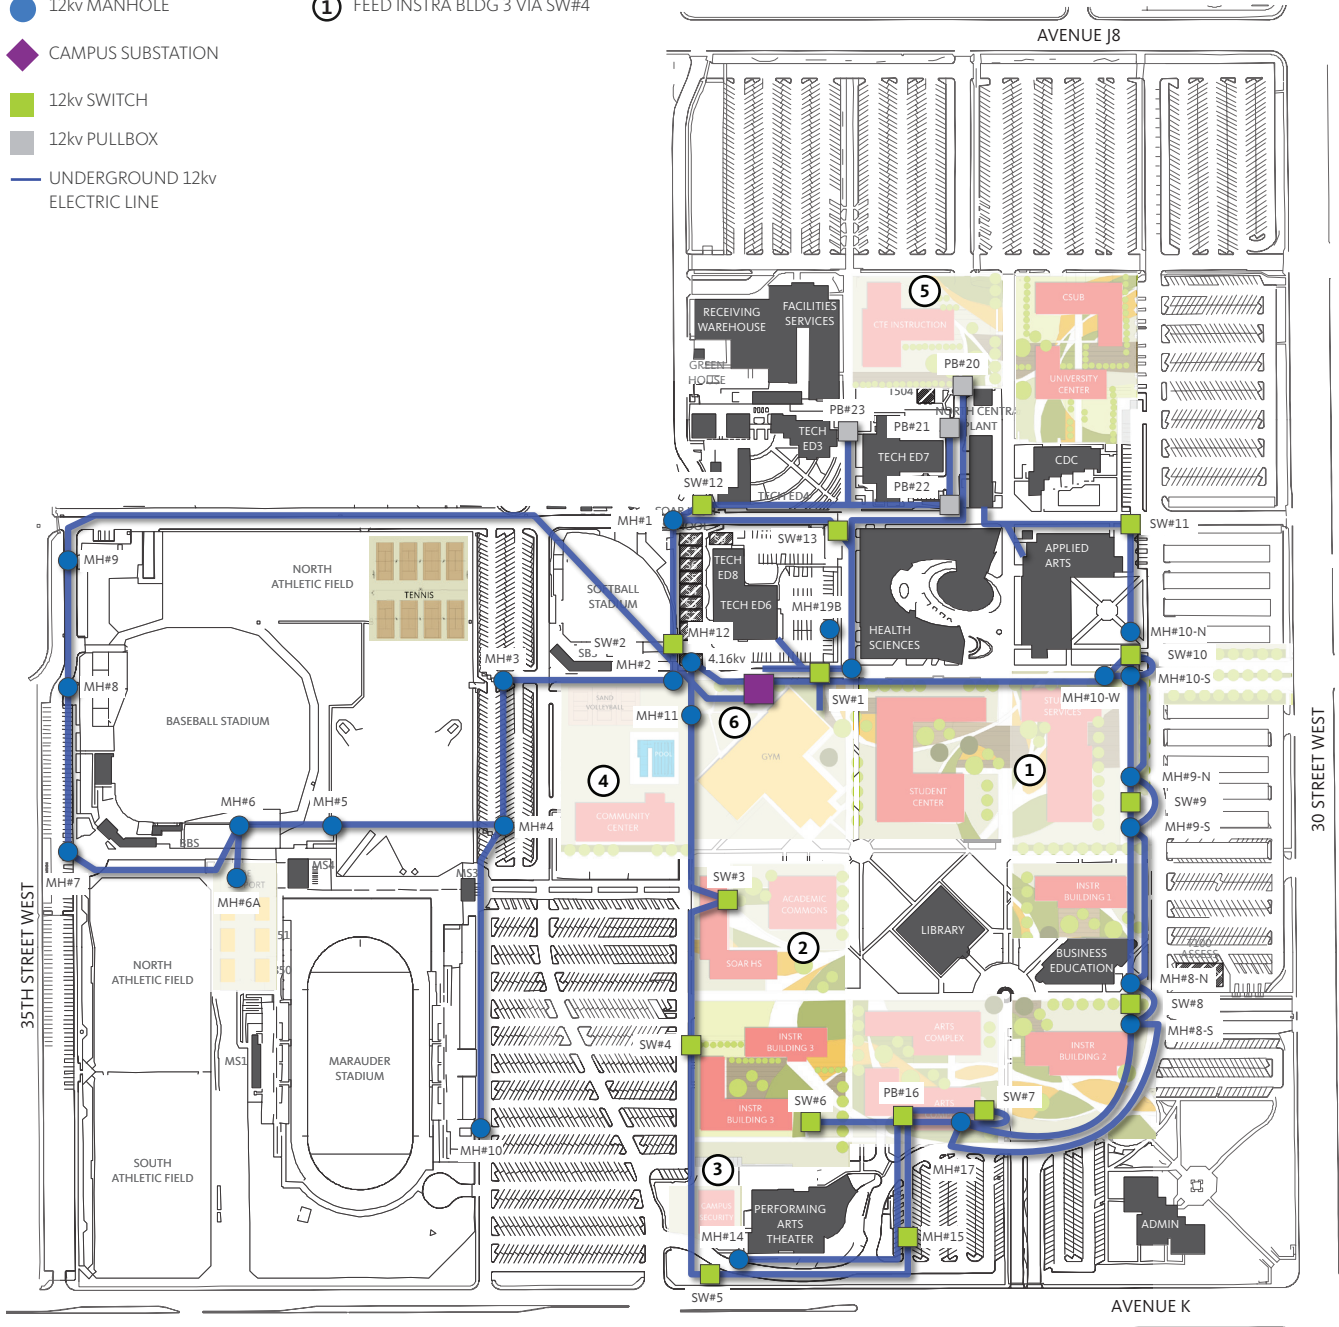 12kv MANHOLE
1 FEED INSTRA BLDG 3 VIA SW#4
CAMPUS SUBSTATION
12kv SWITCH
12kv PULLBOX
UNDERGROUND 12kv
ELECTRIC LINE
AVENUE J8
RECEIVING
WAREHOUSE
FACILITIES
SERVICES
5
CTE INSTRUCTION
CSUB
UNIVERSITY
CENTER
GREEN
HOUSE
PB#20
T504
NORTH CENTRA
PLANT
PB#23
PB#21
TECH
ED3
TECH ED7
CDC
PB#22
SW#12
TECH ED4
MH#1
SW#13
SW#11
MH#9
NORTH
ATHLETIC FIELD
TENNIS
SOFTBALL
STADIUM
TECH
ED8
TECH ED6
MH#19B
APPLIED
ARTS
HEALTH
SCIENCES
MH#10-N
SW#10
MH#10-S
MH#10-W
SW#2
MH#12
MH#2
4.16kv
MH#3
MH#8
SW#1
MH#11
SAND
VOLLEYBALL
6
BASEBALL STADIUM
POOL
GYM
4
1
STUDENT
CENTER
COMMUNITY
CENTER
MH#9-N
SW#9
MH#9-S
30 STREET WEST
MH#6
MH#5
MH#4
BBS
MH#7
MS4
MS3
MH#6A
SW#3
ACADEMIC
COMMONS
INSTR
BUILDING 1
LIBRARY
2
SOAR HS
BUSINESS
EDUCATION
MH#8-N
SW#8
MH#8-S
35TH STREET WEST
NORTH
ATHLETIC FIELD
MS1
MARAUDER
STADIUM
SW#4
INSTR
BUILDING 3
ARTS
COMPLEX
INSTR
BUILDING 2
SW#6
PB#16
SW#7
INSTR
BUILDING 3
ARTS
MH#10
SOUTH
ATHLETIC FIELD
3
MH#17
CAMPUS
SECURITY
PERFORMING
ARTS
THEATER
MH#14
MH#15
ADMIN
SW#5
AVENUE K